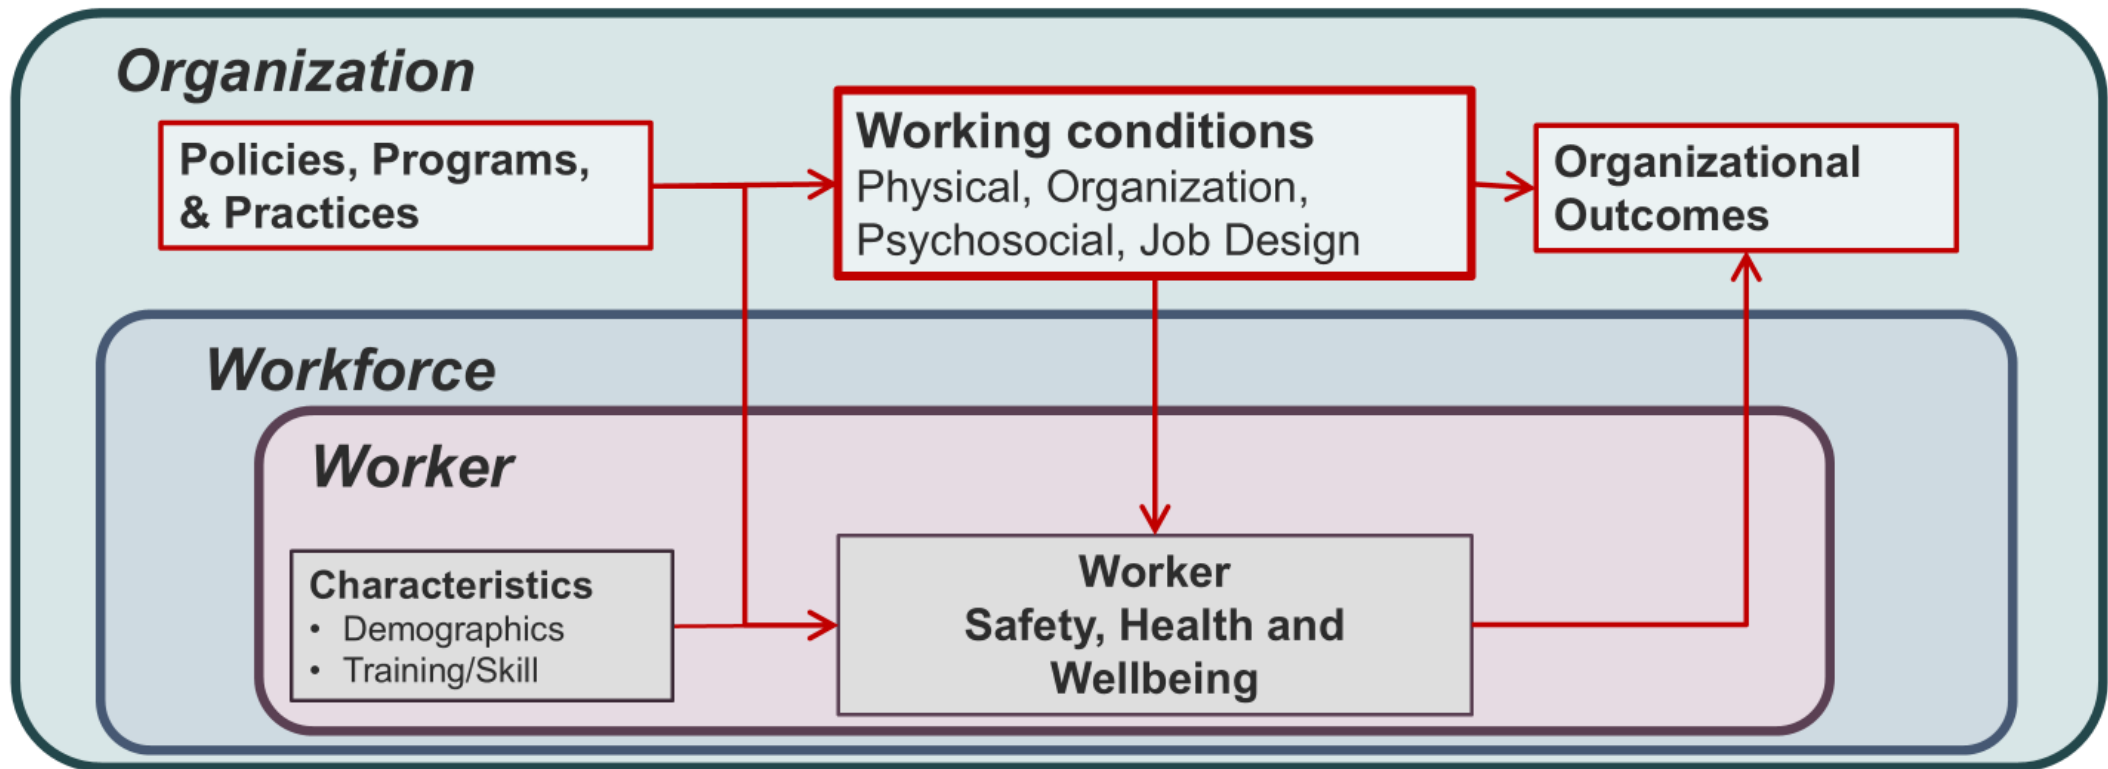 Organization
Policies, Programs,
& Practices
Working conditions
Physical, Organization,
Psychosocial, Job Design
Organizational
Outcomes
Workforce
Worker
Characteristics
• Demographics
• Training/Skill
Worker
Safety, Health and
Wellbeing